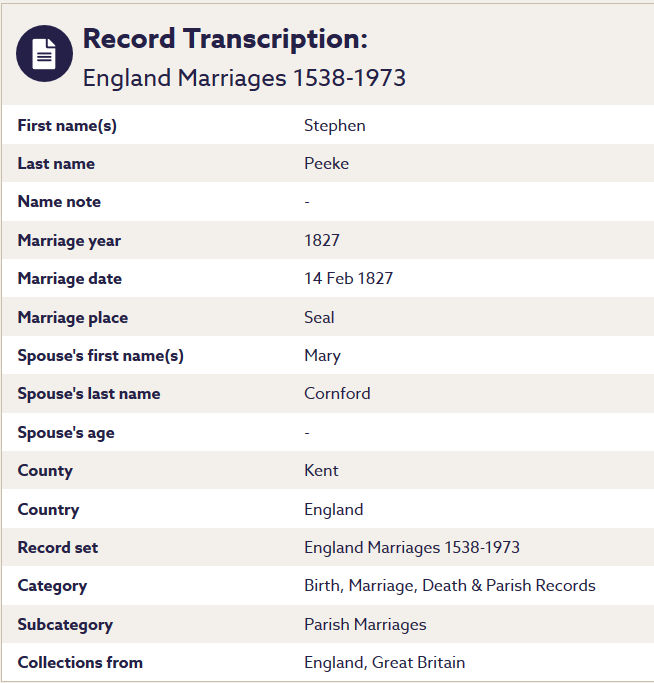 Record Transcription:
England Marriages 1538-1973
First name(s) Stephen
Last name Peeke
Name note -
Marriage year 1827
Marriage date 14 Feb 1827
Marriage place Seal
Spouse's first name(s) Mary
Spouse's last name Cornford
Spouse's age -
County Kent
Country England
Record set England Marriages 1538-1973
Category Birth, Marriage, Death & Parish Records
Subcategory Parish Marriages
Collections from England, Great Britain